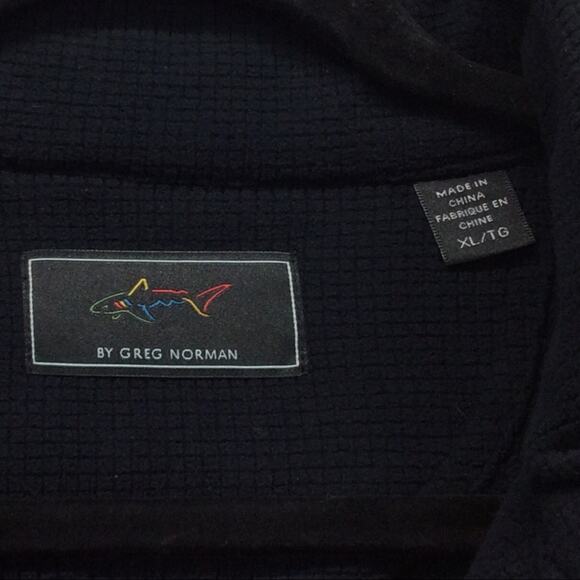 MADE IN
CHINA
FABRIQUE EN
CHINE
XL/TG
BY GREG NORMAN